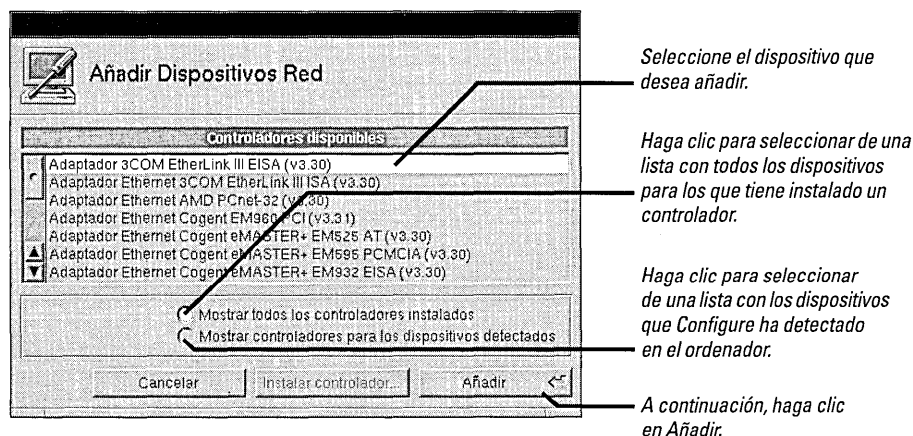 Añadir Dispositivos Red
Controladores disponibles
Adaptador 3COM EtherLink III EISA (v3.30)
Adaptador Ethernet 3COM EtherLink III ISA (v3.30)
Adaptador Ethernet AMD PCnet-32 (v3.30)
Adaptador Ethernet Cogent EM960 PCI (v3.31)
Adaptador Ethernet Cogent eMASTER+ EM525 AT (v3.30)
Adaptador Ethernet Cogent eMASTER+ EM595 PCMCIA (v3.30)
Adaptador Ethernet Cogent eMASTER+ EM932 EISA (v3.30)
Mostrar todos los controladores instalados
Mostrar controladores para los dispositivos detectados
Cancelar
Instalar controlador...
Añadir
Seleccione el dispositivo que
desea añadir.
Haga clic para seleccionar de una
lista con todos los dispositivos
para los que tiene instalado un
controlador.
Haga clic para seleccionar
de una lista con los dispositivos
que Configure ha detectado
en el ordenador.
A continuación, haga clic
en Añadir.